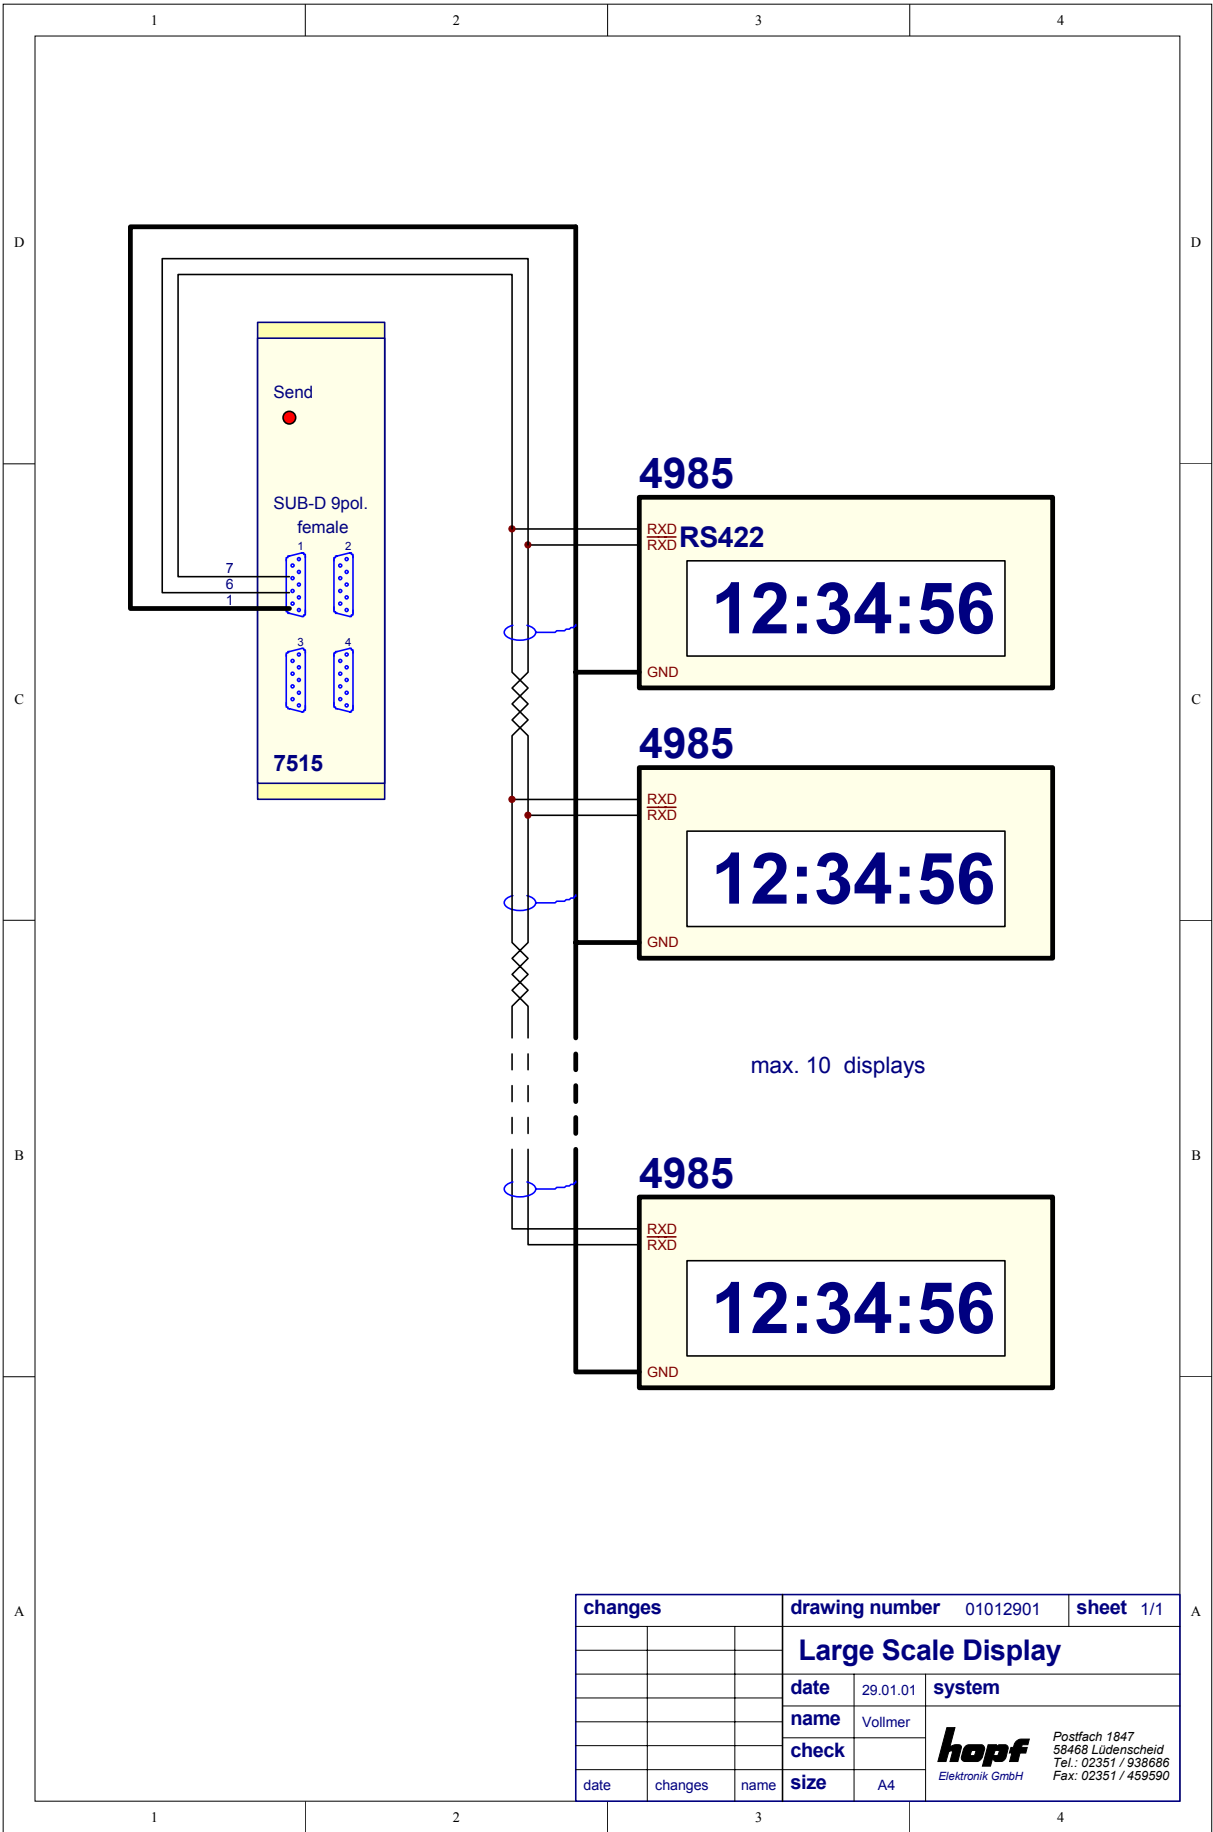 1 2 3 4
D D
Send
4985
SUB-D 9pol.
female
RXD
RXD
RS422
1 2
7
6
1
12:34:56
3 4
GND
C C
4985
7515
RXD
RXD
12:34:56
GND
max. 10 displays
B B
4985
RXD
RXD
12:34:56
GND
A A
changes drawing number 01012901 sheet 1/1
Large Scale Display
date 29.01.01 system
name Vollmer
check
size A4
date changes name
hopf
Elektronik GmbH
Postfach 1847
58468 Lüdenscheid
Tel.: 02351 / 938686
Fax: 02351 / 459590
1 2 3 4